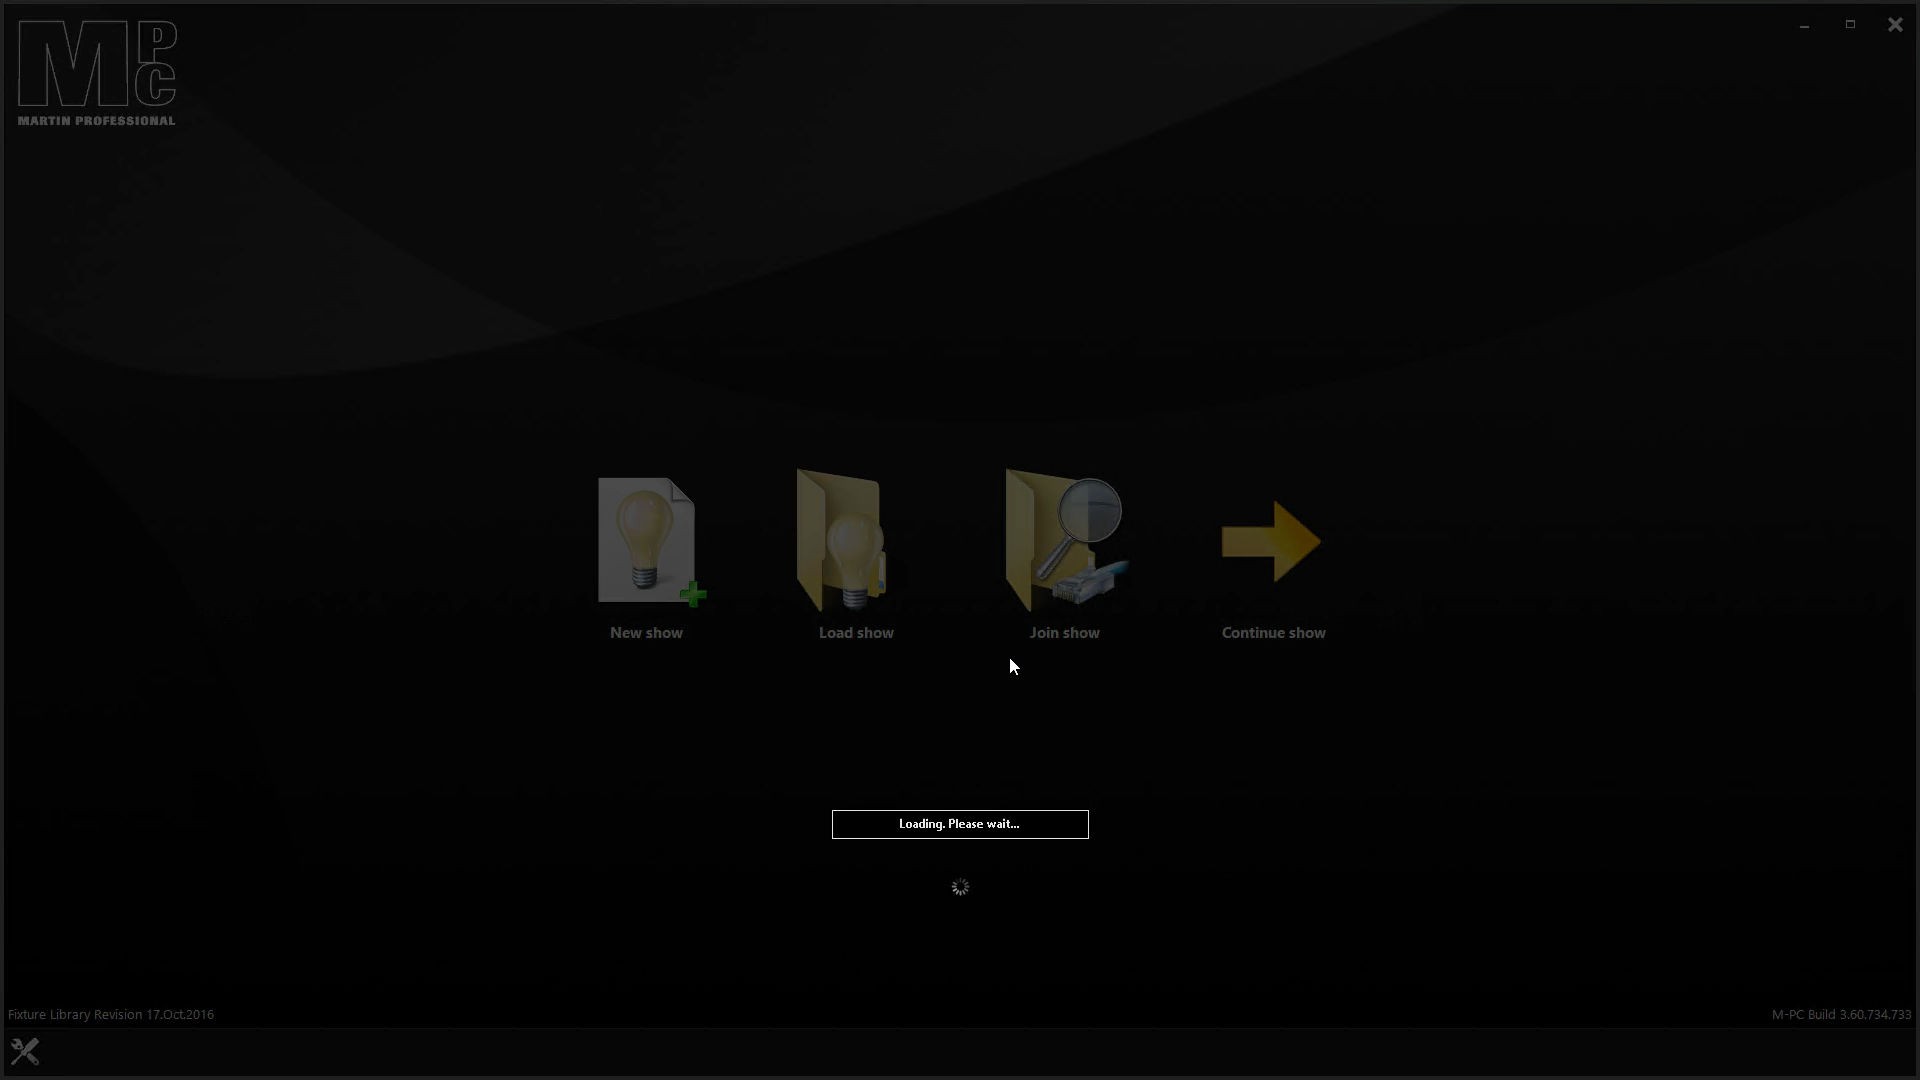 MPC
MARTIN PROFESSIONAL
New show
Load show
Join show
Continue show
Loading. Please wait...
Fixture Library Revision 17.Oct.2016
M-PC Build 3.60.734.733